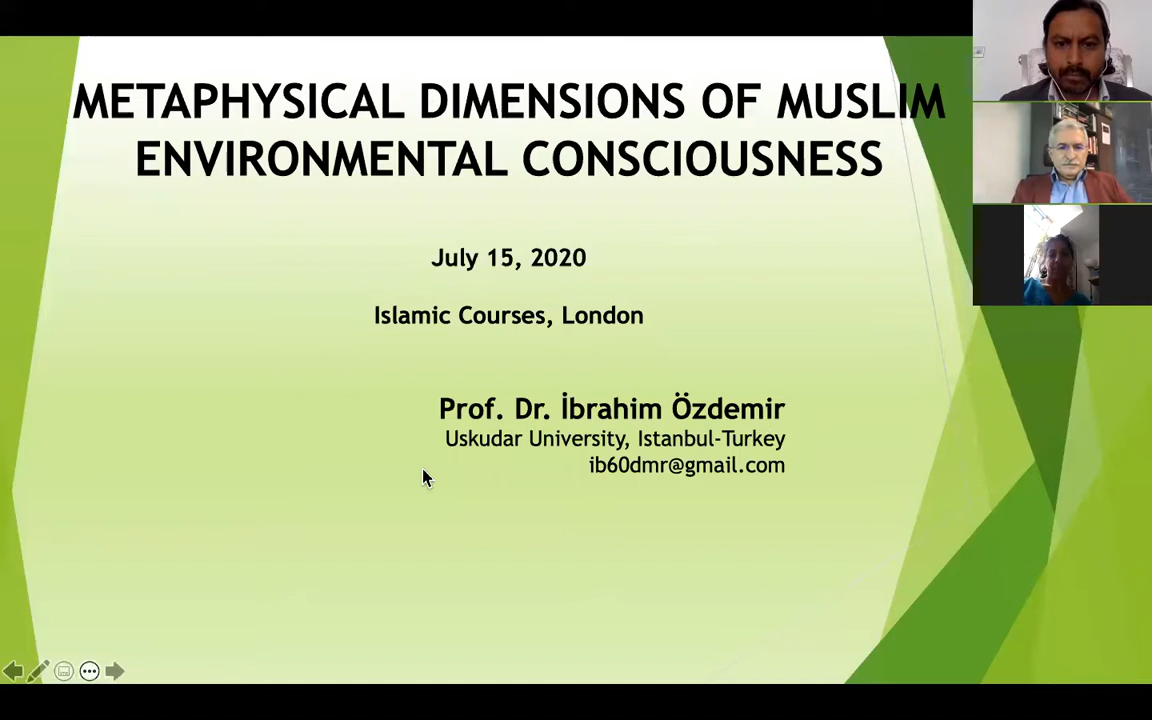 METAPHYSICAL DIMENSIONS OF MUSLIM
ENVIRONMENTAL CONSCIOUSNESS
July 15, 2020
Islamic Courses, London
Prof. Dr. İbrahim Özdemir
Uskudar University, Istanbul-Turkey
ib60dmr@gmail.com